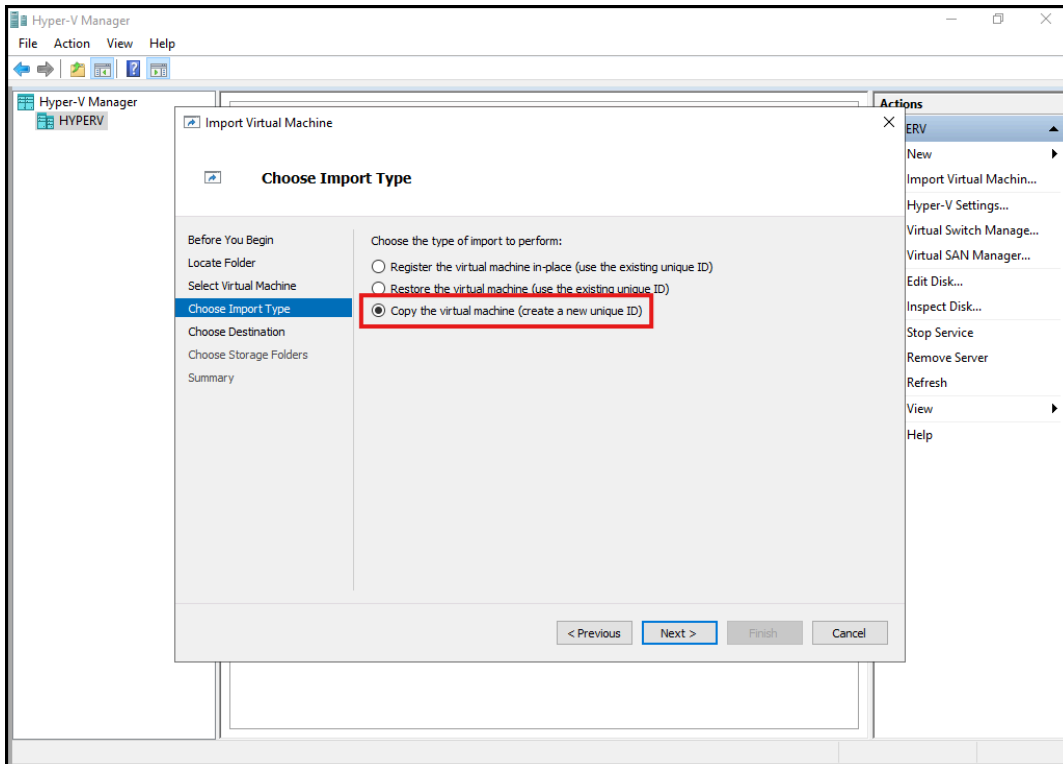 Hyper-V Manager
File Action View Help
Hyper-V Manager
HYPERV
Import Virtual Machine
Choose Import Type
Before You Begin
Locate Folder
Select Virtual Machine
Choose Import Type
Choose Destination
Choose Storage Folders
Summary
Choose the type of import to perform:
Register the virtual machine in-place (use the existing unique ID)
Restore the virtual machine (use the existing unique ID)
Copy the virtual machine (create a new unique ID)
< Previous Next > Finish Cancel
Actions
ERV
New
Import Virtual Machin...
Hyper-V Settings...
Virtual Switch Manage...
Virtual SAN Manager...
Edit Disk...
Inspect Disk...
Stop Service
Remove Server
Refresh
View
Help